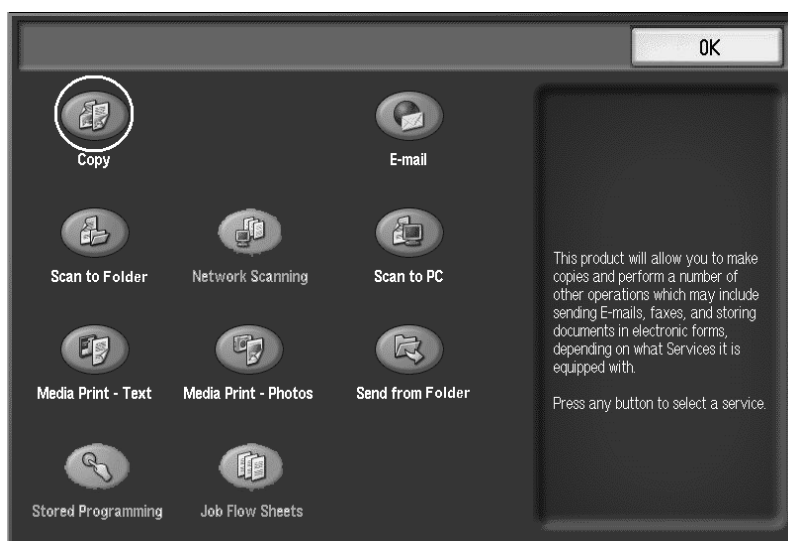 OK
Copy
E-mail
Scan to Folder
Network Scanning
Scan to PC
Media Print - Text
Media Print - Photos
Send from Folder
Stored Programming
Job Flow Sheets
This product will allow you to make
copies and perform a number of
other operations which may include
sending E-mails, faxes, and storing
documents in electronic forms,
depending on what Services it is
equipped with.
Press any button to select a service.